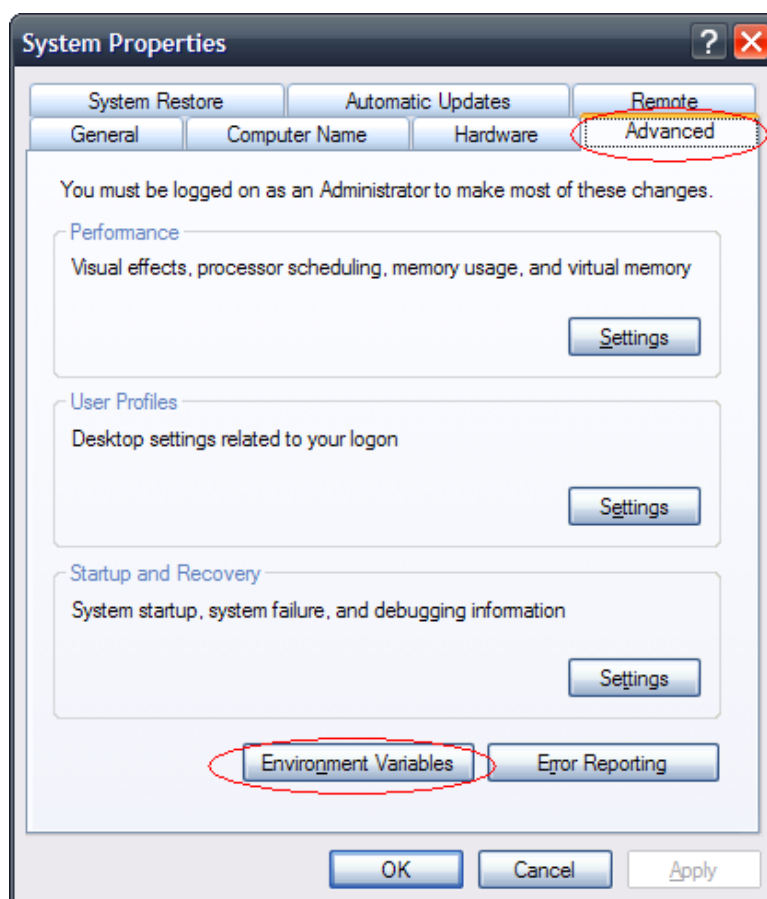 System Properties
System Restore Automatic Updates Remote
General Computer Name Hardware Advanced
You must be logged on as an Administrator to make most of these changes.
Performance
Visual effects, processor scheduling, memory usage, and virtual memory
Settings
User Profiles
Desktop settings related to your logon
Settings
Startup and Recovery
System startup, system failure, and debugging information
Settings
Environment Variables Error Reporting
OK Cancel Apply